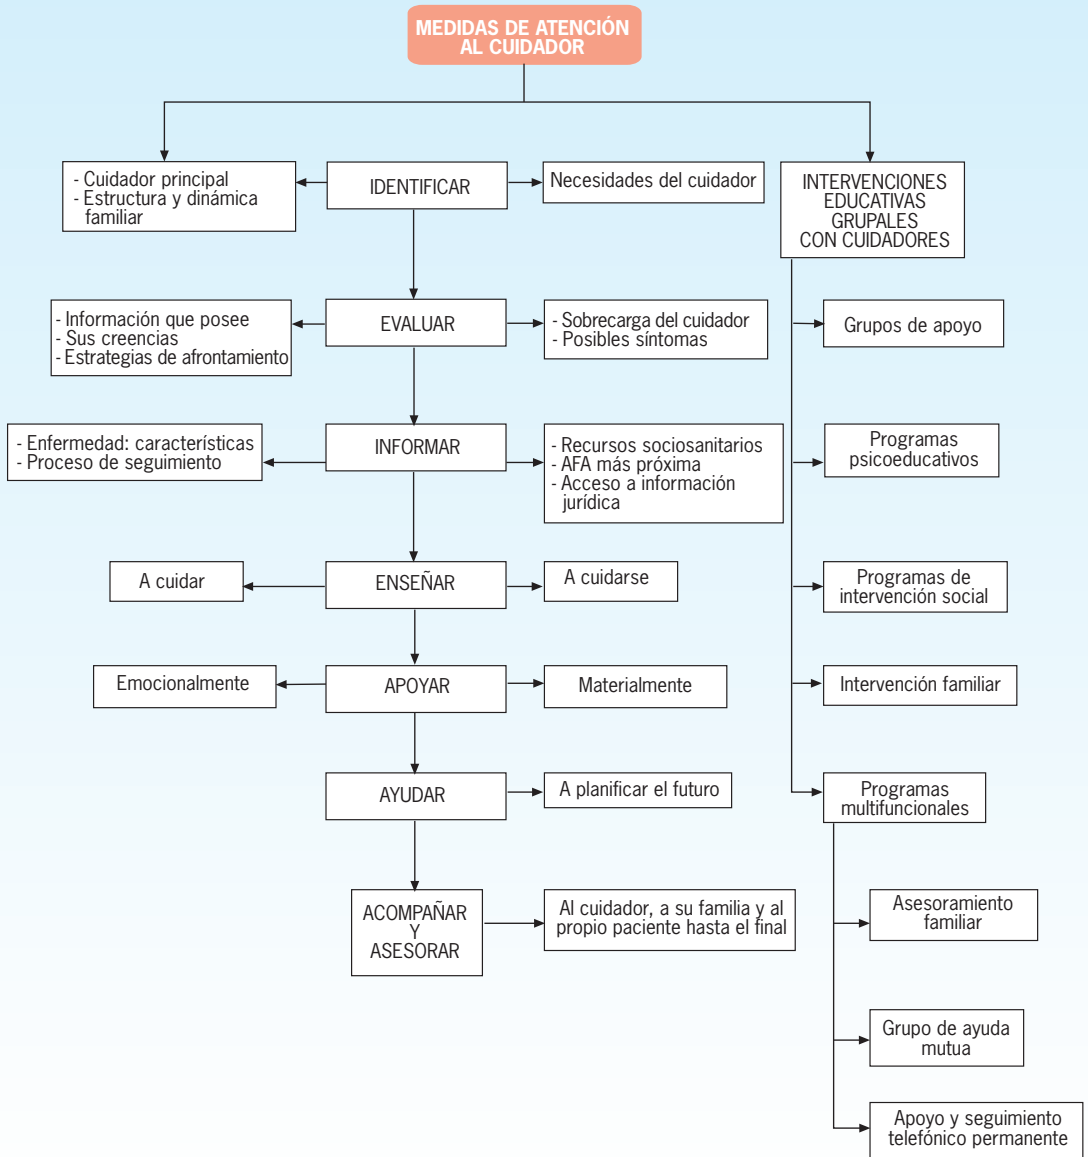 MEDIDAS DE ATENCIÓN
AL CUIDADOR
- Cuidador principal
- Estructura y dinámica
familiar
IDENTIFICAR
Necesidades del cuidador
INTERVENCIONES
EDUCATIVAS
GRUPALES
CON CUIDADORES
- Información que posee
- Sus creencias
- Estrategias de afrontamiento
EVALUAR
- Sobrecarga del cuidador
- Posibles síntomas
Grupos de apoyo
- Enfermedad: características
- Proceso de seguimiento
INFORMAR
- Recursos sociosanitarios
- AFA más próxima
- Acceso a información
jurídica
Programas
psicoeducativos
A cuidar
ENSEÑAR
A cuidarse
Programas de
intervención social
Emocionalmente
APOYAR
Materialmente
Intervención familiar
AYUDAR
A planificar el futuro
Programas
multifuncionales
ACOMPAÑAR
Y
ASESORAR
Al cuidador, a su familia y al
propio paciente hasta el final
Asesoramiento
familiar
Grupo de ayuda
mutua
Apoyo y seguimiento
telefónico permanente